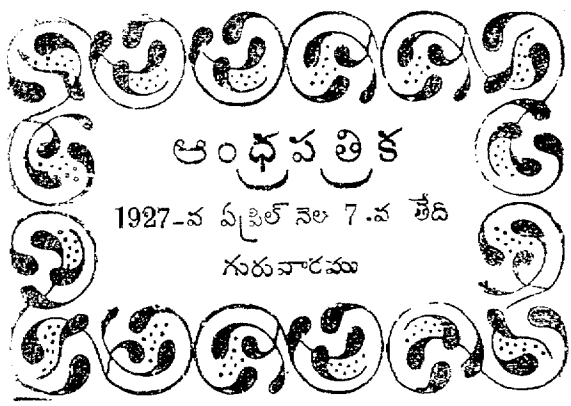 ఆంధ్రపత్రిక
1927-వ ఏప్రిల్ నెల 7-వ తేది
గురువారము